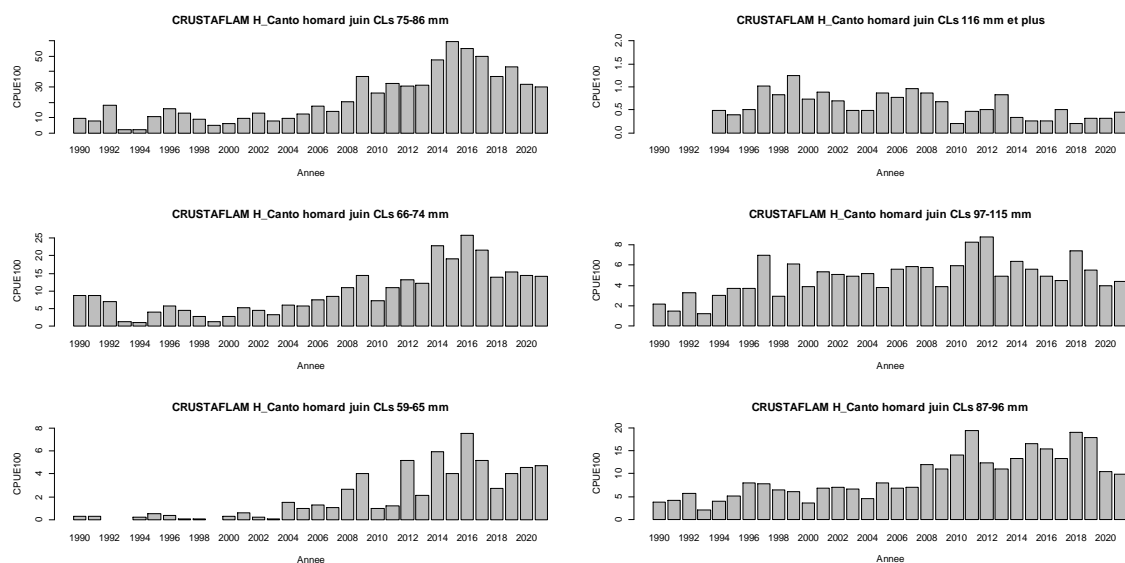 CRUSTAFLAM H_Canto homard juin CLs 75-86 mm
CPUE100
0 10 30 50
1990 1992 1994 1996 1998 2000 2002 2004 2006 2008 2010 2012 2014 2016 2018 2020
Annee
CRUSTAFLAM H_Canto homard juin CLs 116 mm et plus
CPUE100
0.0 0.5 1.0 1.5 2.0
1990 1992 1994 1996 1998 2000 2002 2004 2006 2008 2010 2012 2014 2016 2018 2020
Annee
CRUSTAFLAM H_Canto homard juin CLs 66-74 mm
CPUE100
0 5 10 15 20 25
1990 1992 1994 1996 1998 2000 2002 2004 2006 2008 2010 2012 2014 2016 2018 2020
Annee
CRUSTAFLAM H_Canto homard juin CLs 97-115 mm
CPUE100
0 2 4 6 8
1990 1992 1994 1996 1998 2000 2002 2004 2006 2008 2010 2012 2014 2016 2018 2020
Annee
CRUSTAFLAM H_Canto homard juin CLs 59-65 mm
CPUE100
0 2 4 6 8
1990 1992 1994 1996 1998 2000 2002 2004 2006 2008 2010 2012 2014 2016 2018 2020
Annee
CRUSTAFLAM H_Canto homard juin CLs 87-96 mm
CPUE100
0 5 10 15 20
1990 1992 1994 1996 1998 2000 2002 2004 2006 2008 2010 2012 2014 2016 2018 2020
Annee